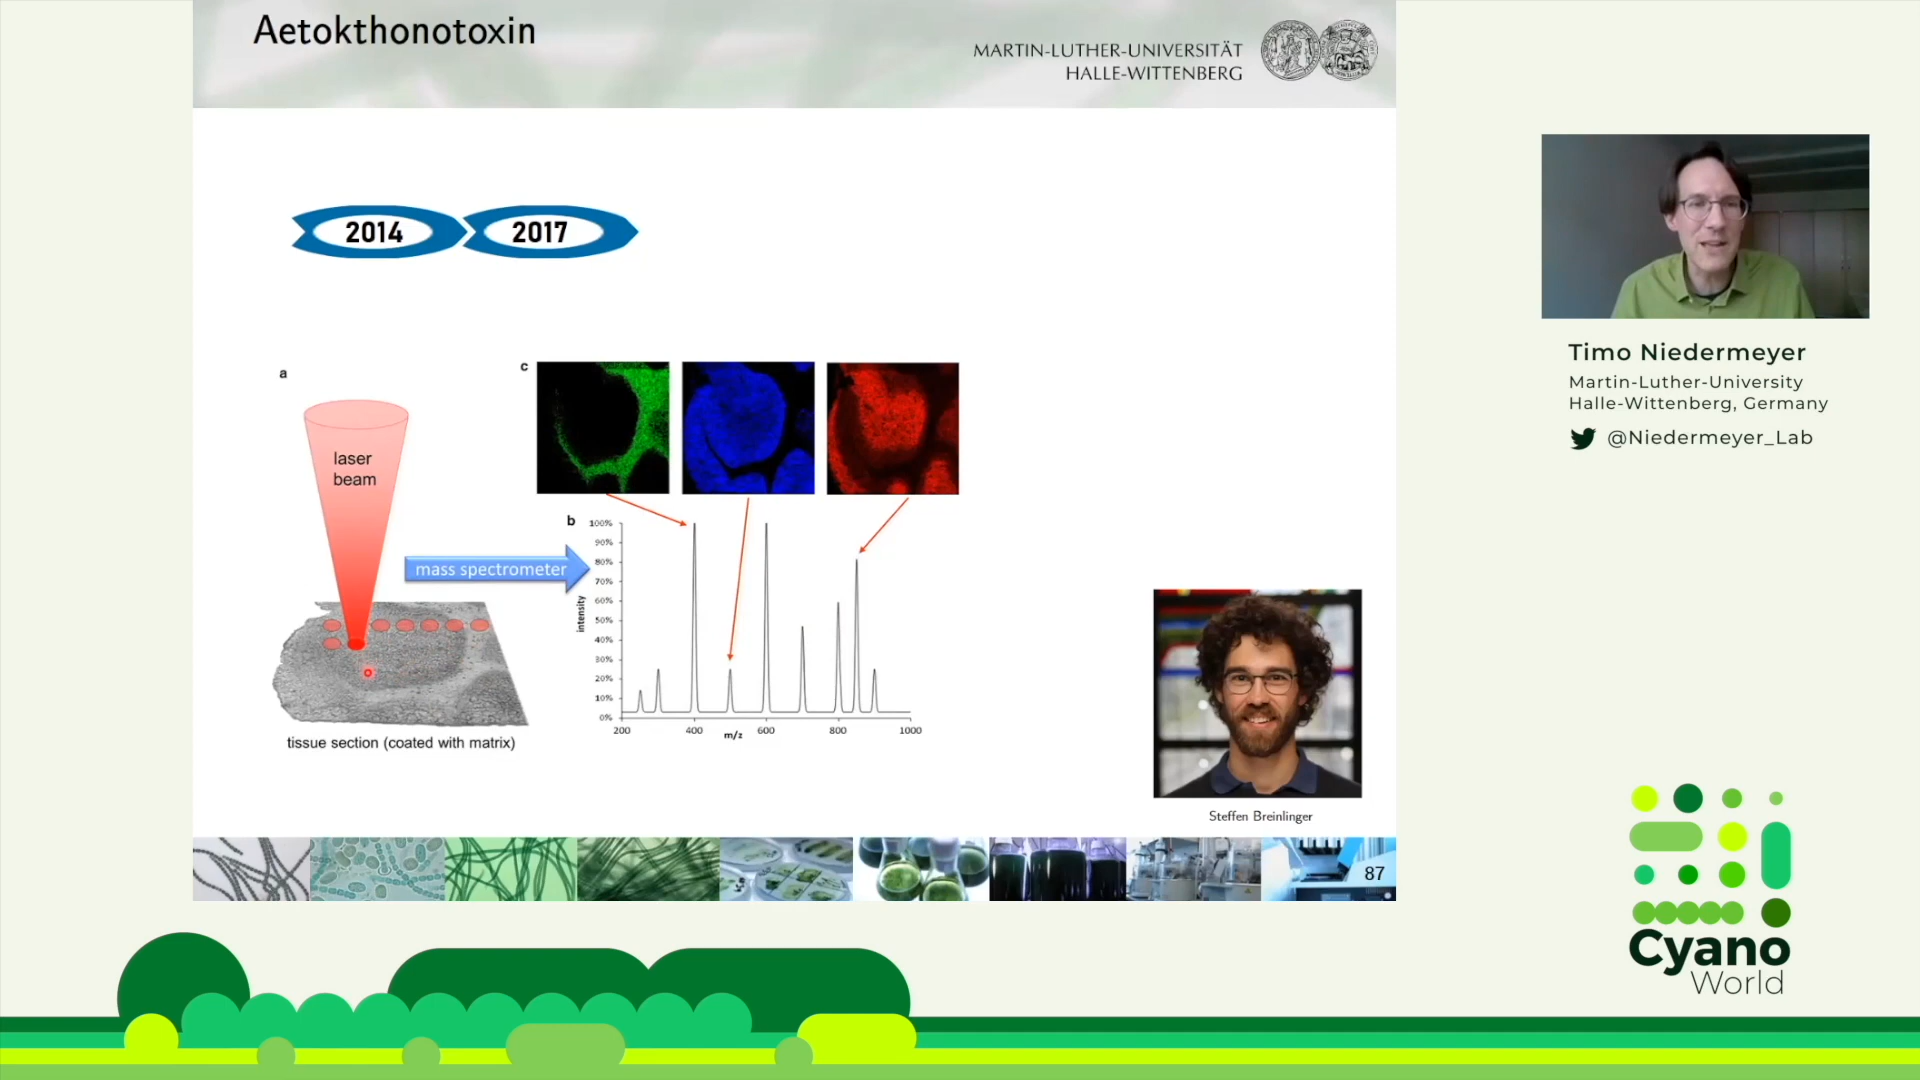 Aetokthonotoxin
MARTIN-LUTHER-UNIVERSITÄT
HALLE-WITTENBERG
2014
2017
a
laser
beam
mass spectrometer
tissue section (coated with matrix)
c
b
100%
90%
80%
70%
60%
50%
40%
30%
20%
10%
0%
intensity
200
400
600
800
1000
m/z
Steffen Breinlinger
87
Timo Niedermeyer
Martin-Luther-University
Halle-Wittenberg, Germany
@Niedermeyer_Lab
Cyano
World